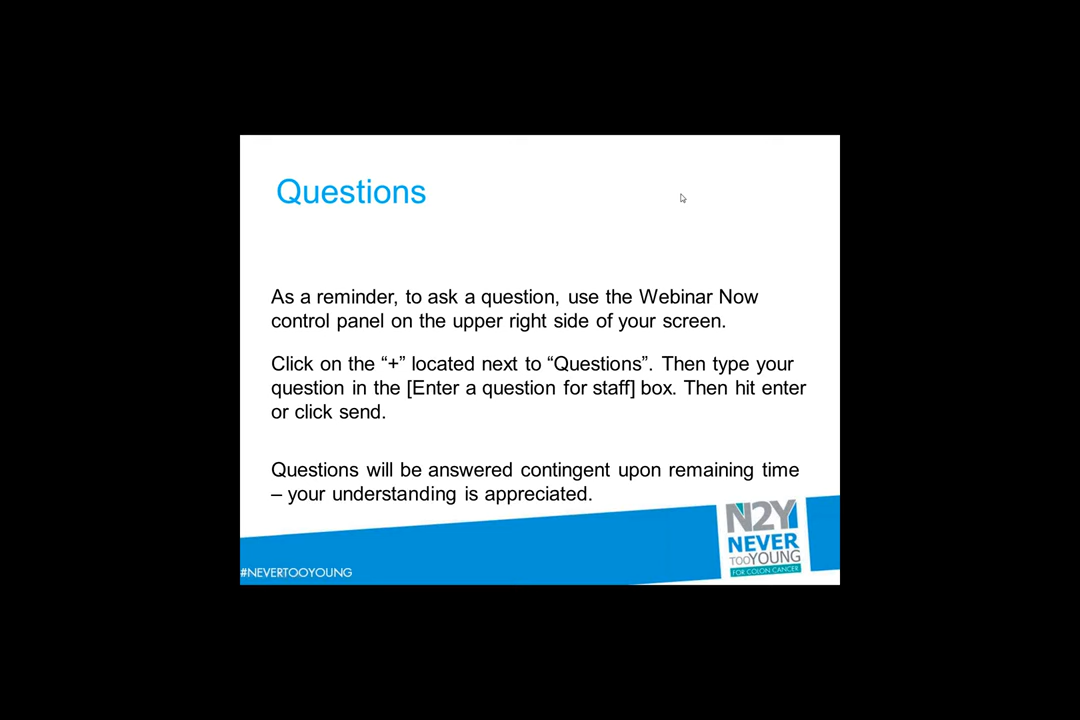 Questions
As a reminder, to ask a question, use the Webinar Now
control panel on the upper right side of your screen.
Click on the “+” located next to “Questions”. Then type your
question in the [Enter a question for staff] box. Then hit enter
or click send.
Questions will be answered contingent upon remaining time
– your understanding is appreciated.
N2Y
NEVER
TOOYOUNG
FOR COLON CANCER
#NEVERTOOYOUNG